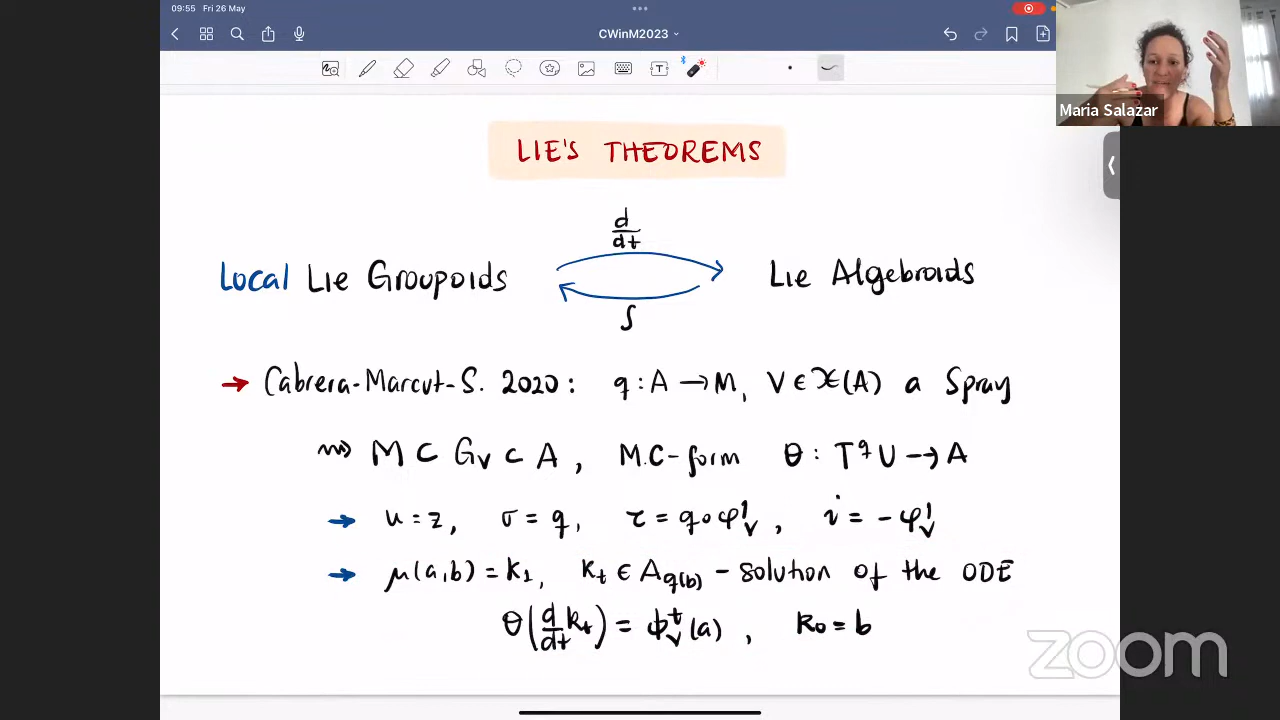 09:55 Fri 26 May
CWinM2023
Maria Salazar
LIE'S THEOREMS
d/dt
Local Lie Groupoids Lie Algebroids
∫
→ Cabrera-Marcut-S. 2020: q: A → M, V ∈ 𝔛(A) a Spray
⇝ M ⊂ G_V ⊂ A, M.C-form θ: T^q U → A
→ u = z, σ = q, τ = q∘φ_V^1, i = -φ_V^1
→ μ(a,b) = k_1, k_t ∈ A_q(b) - solution of the ODE
θ(d/dt k_t) = ϕ_V^t(a), k_0 = b
zoom